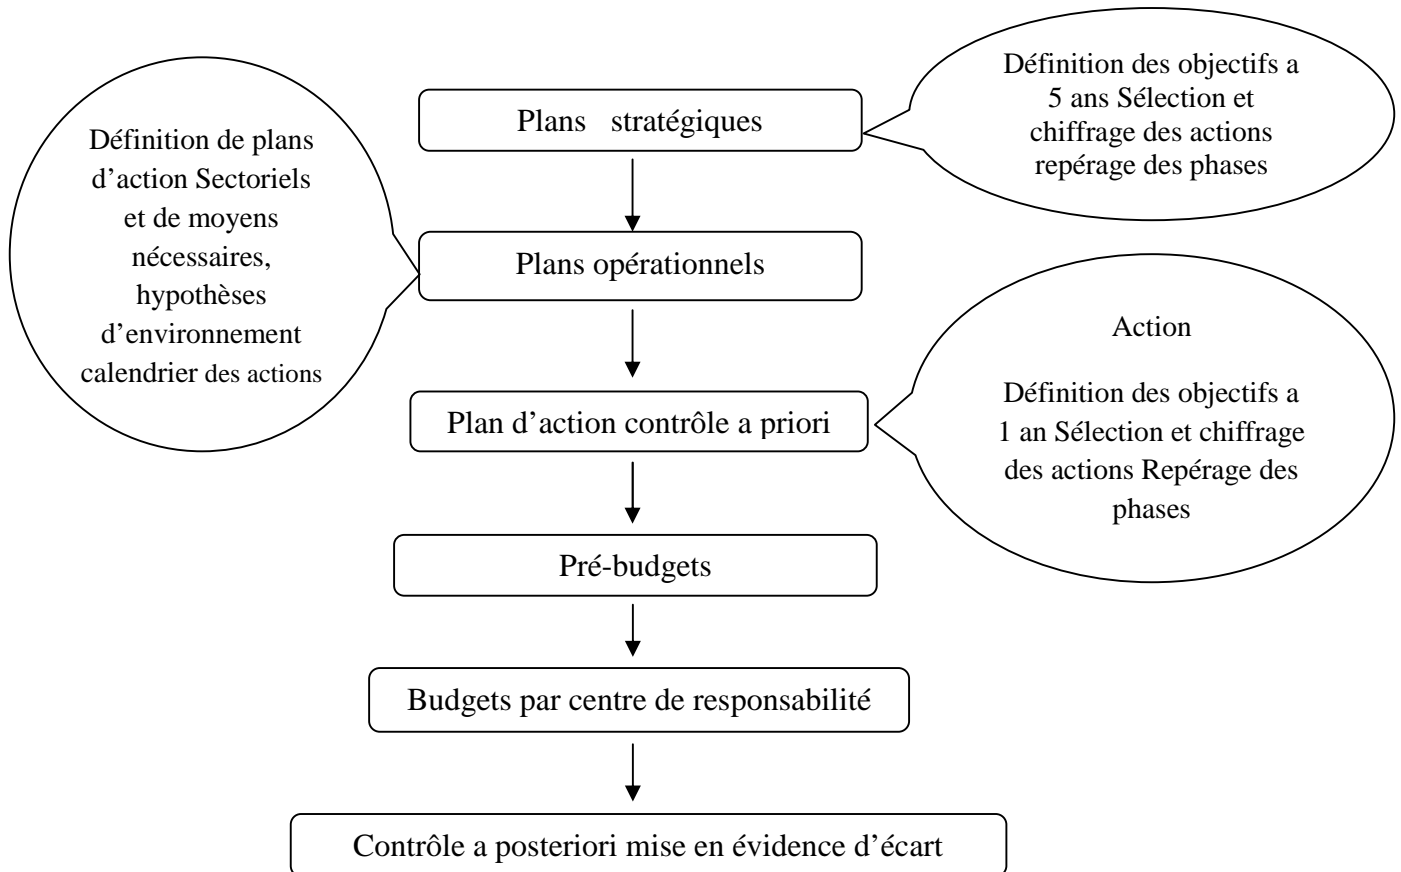 Définition des objectifs a
5 ans Sélection et
chiffrage des actions
repérage des phases
Plans stratégiques
Définition de plans
d’action Sectoriels
et de moyens
nécessaires,
hypothèses
d’environnement
calendrier des actions
Plans opérationnels
Action
Définition des objectifs a
1 an Sélection et chiffrage
des actions Repérage des
phases
Plan d’action contrôle a priori
Pré-budgets
Budgets par centre de responsabilité
Contrôle a posteriori mise en évidence d’écart